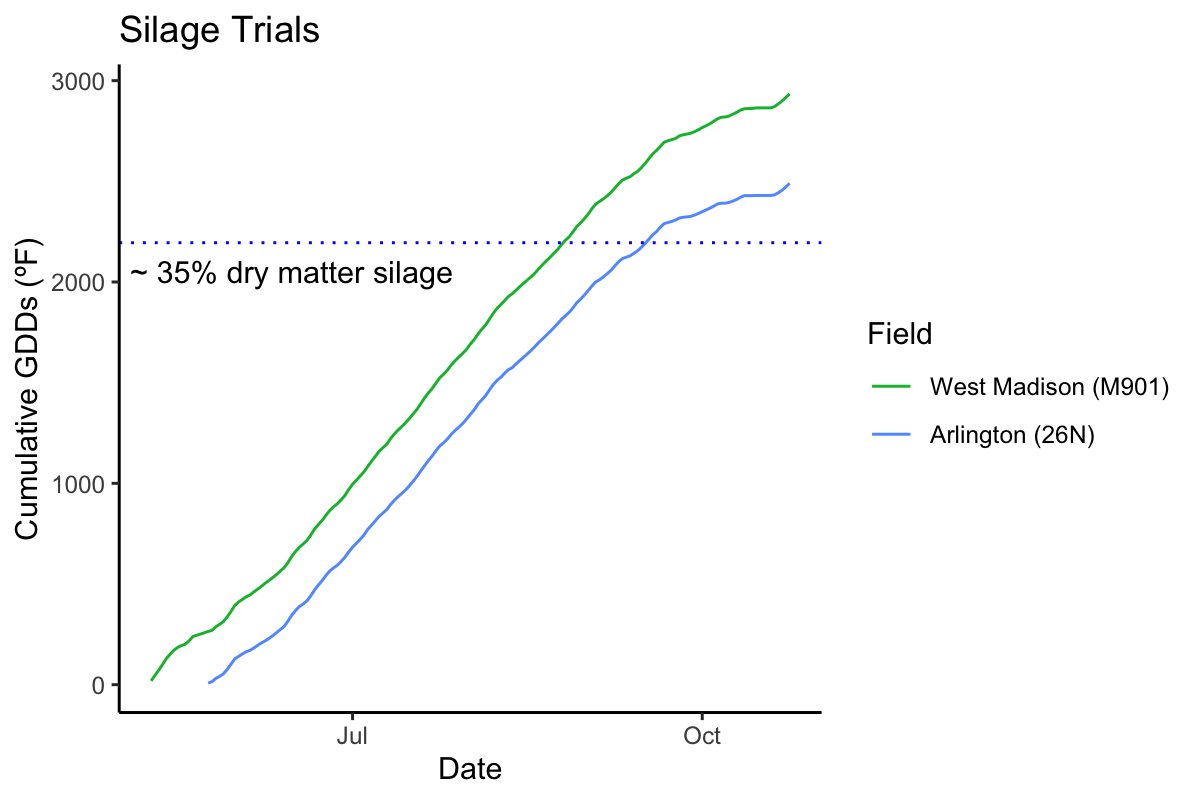 Silage Trials
3000
2000
1000
0
Cumulative GDDs (ºF)
~ 35% dry matter silage
Jul
Oct
Date
Field
West Madison (M901)
Arlington (26N)